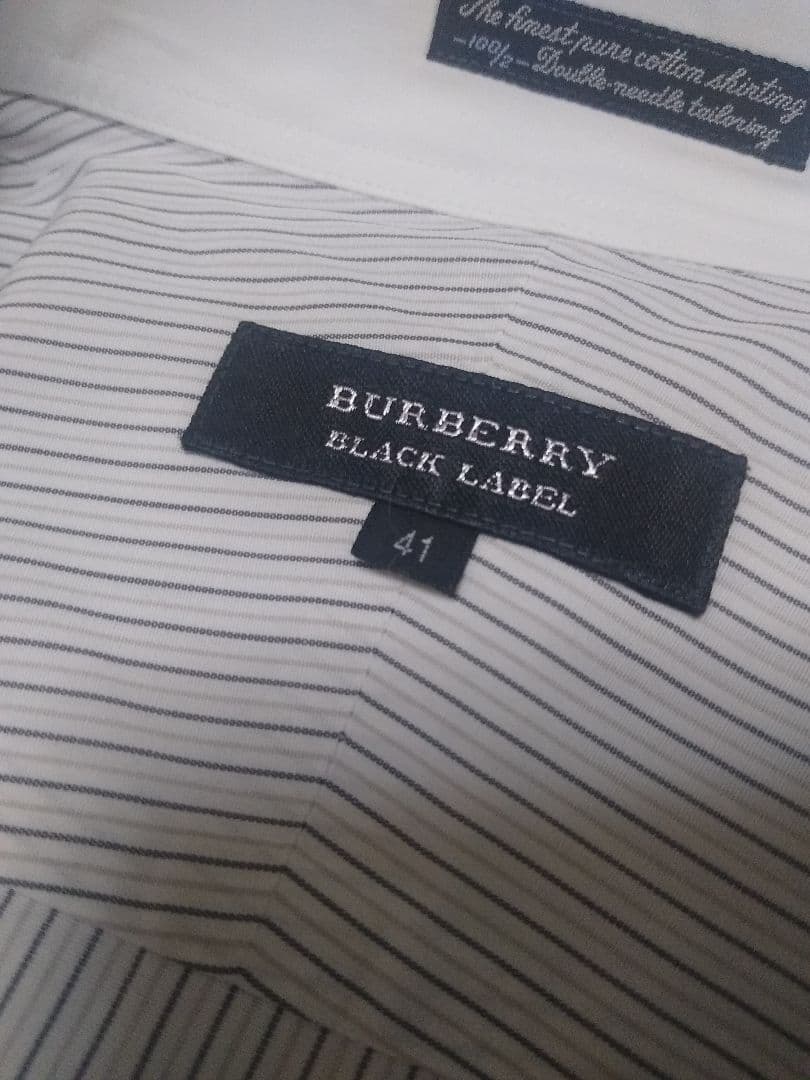 The finest pure cotton shirting
-100/2- Double-needle tailoring
BURBERRY
BLACK LABEL
41